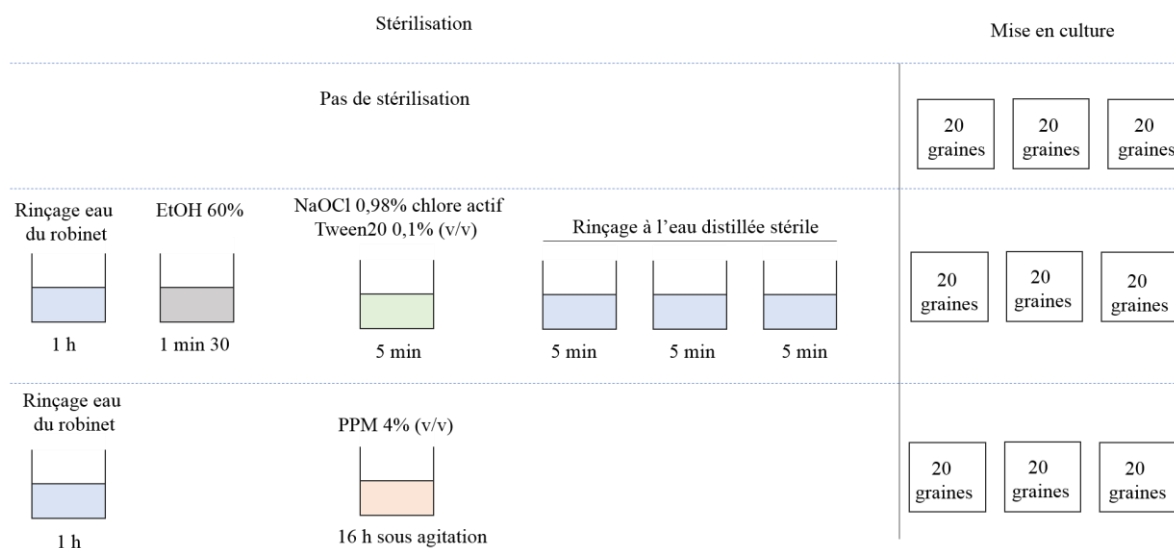 Stérilisation
Mise en culture
Pas de stérilisation
20
graines
20
graines
20
graines
Rinçage eau
du robinet
EtOH 60%
NaOCl 0,98% chlore actif
Tween20 0,1% (v/v)
Rinçage à l’eau distillée stérile
1 h
1 min 30
5 min
5 min
5 min
5 min
20
graines
20
graines
20
graines
Rinçage eau
du robinet
PPM 4% (v/v)
1 h
16 h sous agitation
20
graines
20
graines
20
graines